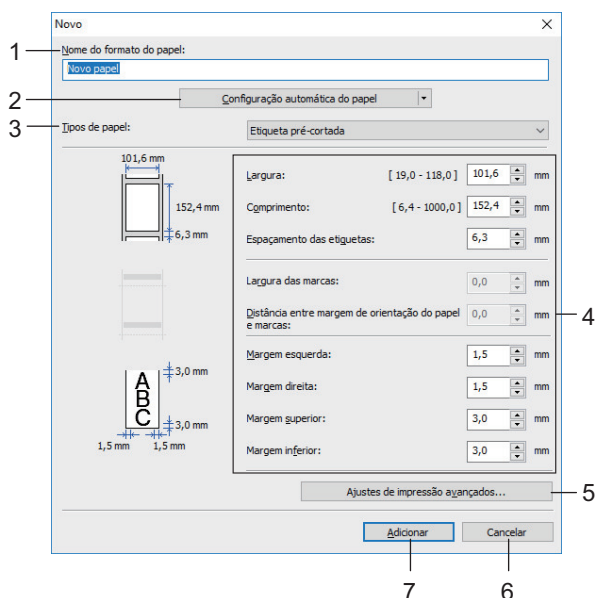 Novo
1
Nome do formato do papel:
Novo papel
2
Configuração automática do papel
3
Tipos de papel:
Etiqueta pré-cortada
101,6 mm
152,4 mm
6,3 mm
Largura: [ 19,0 - 118,0 ] 101,6 mm
Comprimento: [ 6,4 - 1000,0 ] 152,4 mm
Espaçamento das etiquetas: 6,3 mm
Largura das marcas: 0,0 mm
Distância entre margem de orientação do papel 0,0 mm
e marcas:
4
Margem esquerda: 1,5 mm
Margem direita: 1,5 mm
Margem superior: 3,0 mm
Margem inferior: 3,0 mm
3,0 mm
A
B
C
3,0 mm
1,5 mm 1,5 mm
Ajustes de impressão avançados...
5
Adicionar Cancelar
7 6